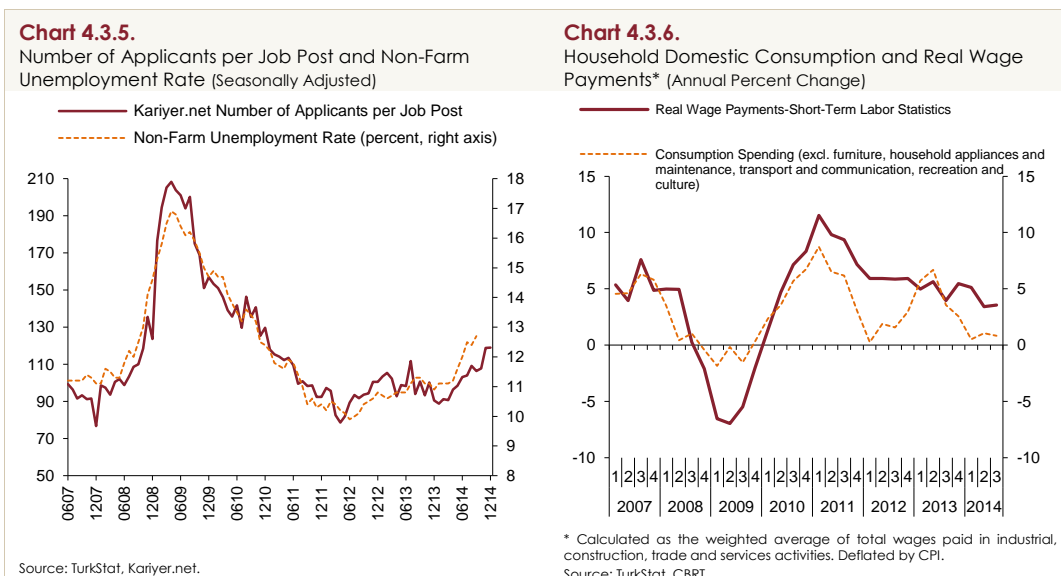 Chart 4.3.5.
Number of Applicants per Job Post and Non-Farm
Unemployment Rate (Seasonally Adjusted)
Kariyer.net Number of Applicants per Job Post
Non-Farm Unemployment Rate (percent, right axis)
210
190
170
150
130
110
90
70
50
18
17
16
15
14
13
12
11
10
9
8
0607
1207
0608
1208
0609
1209
0610
1210
0611
1211
0612
1212
0613
1213
0614
1214
Source: TurkStat, Kariyer.net.
Chart 4.3.6.
Household Domestic Consumption and Real Wage
Payments* (Annual Percent Change)
Real Wage Payments-Short-Term Labor Statistics
Consumption Spending (excl. furniture, household appliances and
maintenance, transport and communication, recreation and
culture)
15
10
5
0
-5
-10
15
10
5
0
-5
-10
1 2 3 4 1 2 3 4 1 2 3 4 1 2 3 4 1 2 3 4 1 2 3 4 1 2 3 4 1 2 3
2007 2008 2009 2010 2011 2012 2013 2014
* Calculated as the weighted average of total wages paid in industrial,
construction, trade and services activities. Deflated by CPI.
Source: TurkStat, CBRT